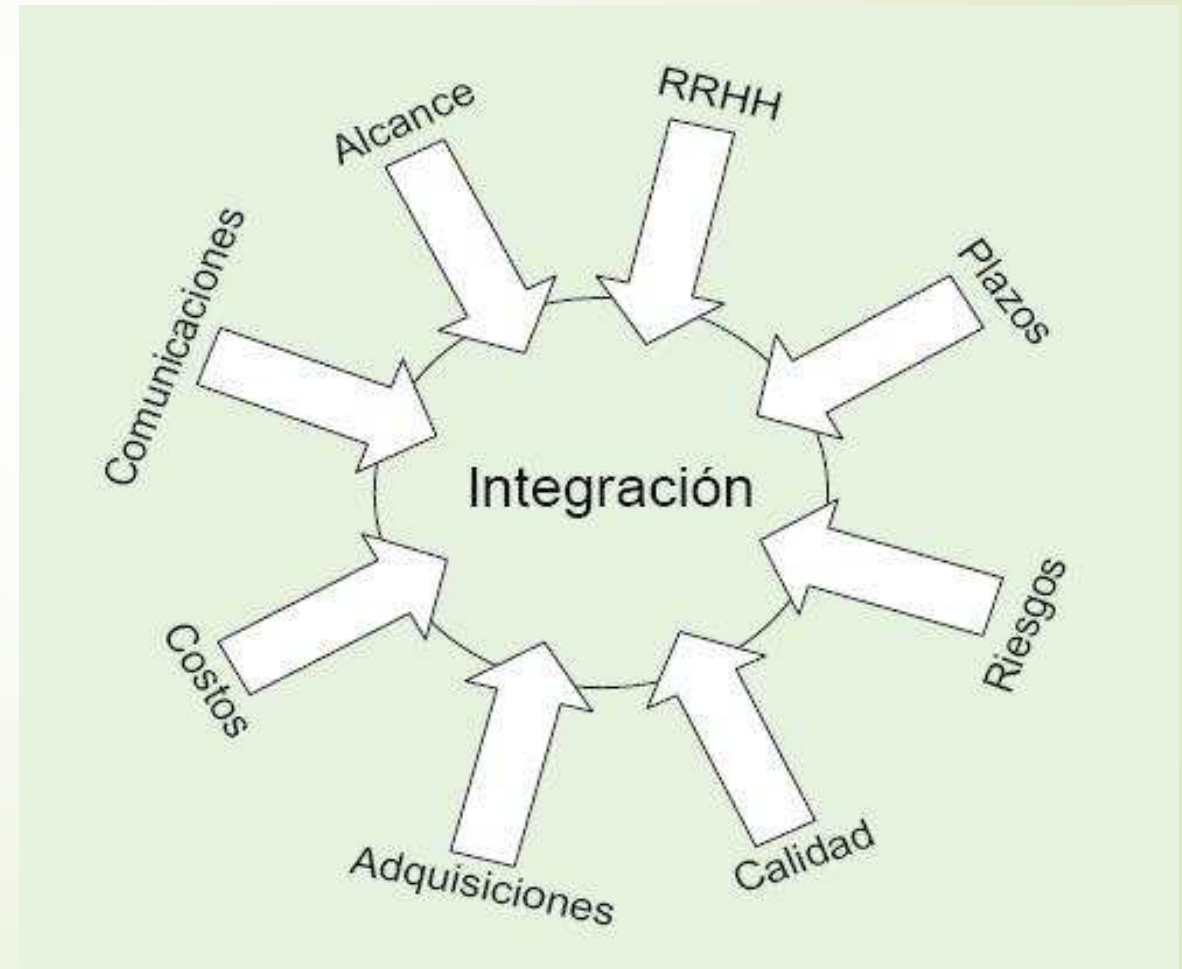 Alcance
RRHH
Plazos
Comunicaciones
Integración
Riesgos
Costos
Calidad
Adquisiciones